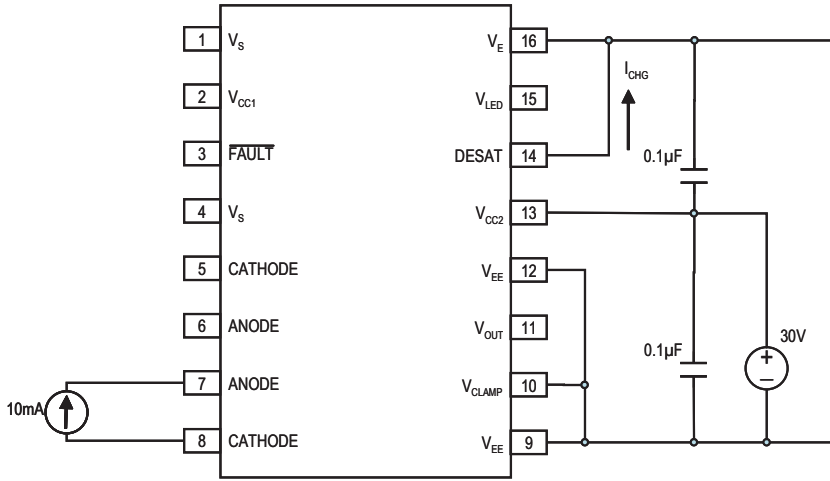 1 V_S
2 V_CC1
3 FAULT
4 V_S
5 CATHODE
6 ANODE
7 ANODE
8 CATHODE
10mA
V_E 16
V_LED 15
DESAT 14
V_CC2 13
V_EE 12
V_OUT 11
V_CLAMP 10
V_EE 9
I_CHG
0.1µF
0.1µF
30V
+
–